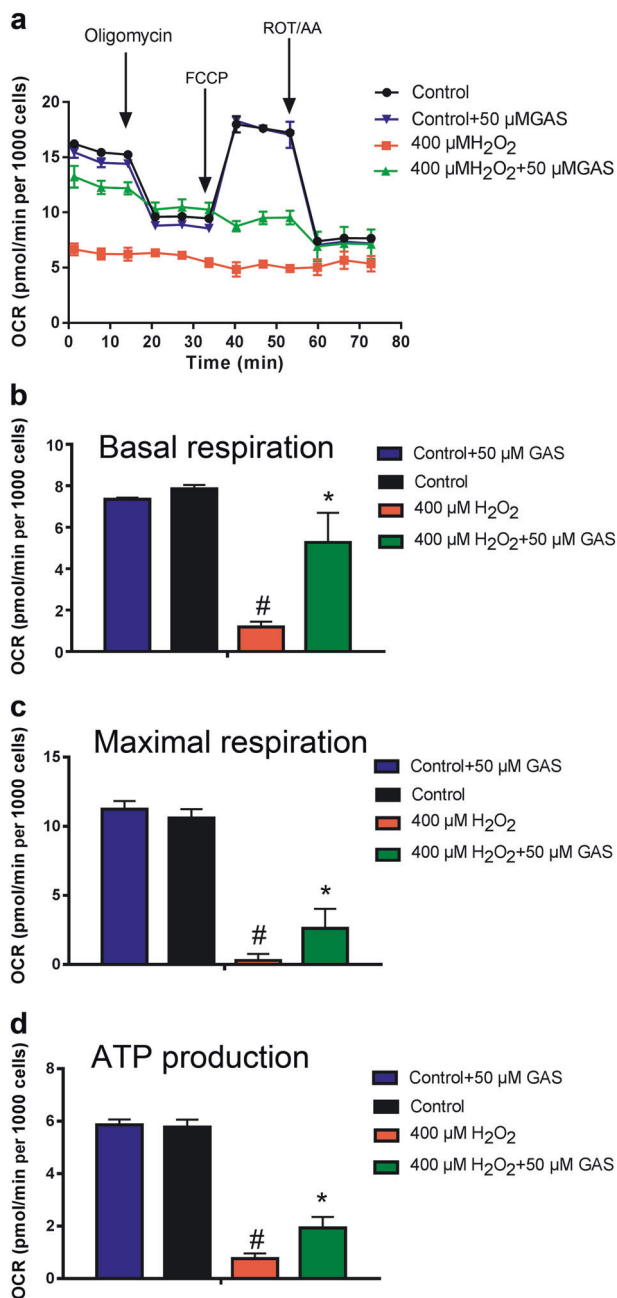 a
Oligomycin
FCCP
ROT/AA
OCR (pmol/min per 1000 cells)
20
15
10
5
0
0 10 20 30 40 50 60 70 80
Time (min)
Control
Control+50 µMGAS
400 µMH2O2
400 µMH2O2+50 µMGAS
b
Basal respiration
OCR (pmol/min per 1000 cells)
10
8
6
4
2
0
#
*
Control+50 µM GAS
Control
400 µM H2O2
400 µM H2O2+50 µM GAS
c
Maximal respiration
OCR (pmol/min per 1000 cells)
15
10
5
0
#
*
Control+50 µM GAS
Control
400 µM H2O2
400 µM H2O2+50 µM GAS
d
ATP production
OCR (pmol/min per 1000 cells)
8
6
4
2
0
#
*
Control+50 µM GAS
Control
400 µM H2O2
400 µM H2O2+50 µM GAS